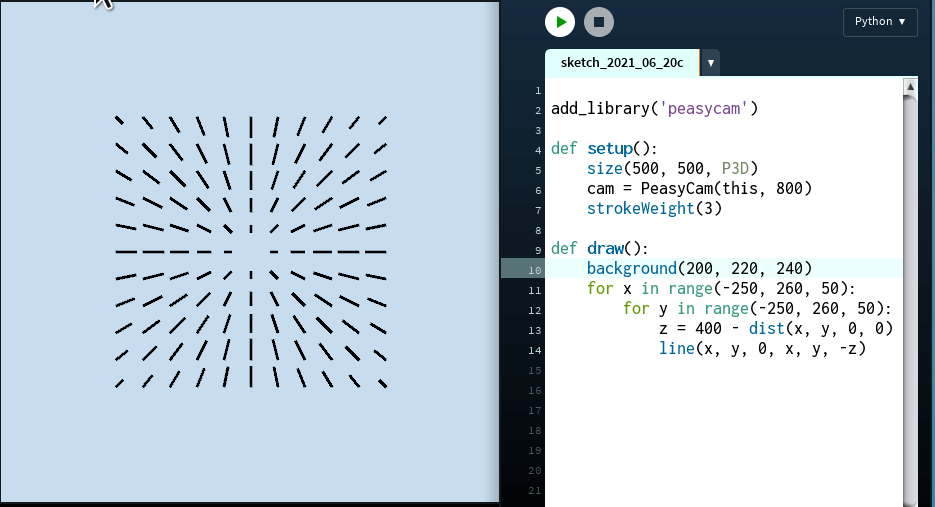 Python ▼
sketch_2021_06_20c ▼
1
2 add_library('peasycam')
3
4 def setup():
5     size(500, 500, P3D)
6     cam = PeasyCam(this, 800)
7     strokeWeight(3)
8
9 def draw():
10     background(200, 220, 240)
11     for x in range(-250, 260, 50):
12         for y in range(-250, 260, 50):
13             z = 400 - dist(x, y, 0, 0)
14             line(x, y, 0, x, y, -z)
15
16
17
18
19
20
21